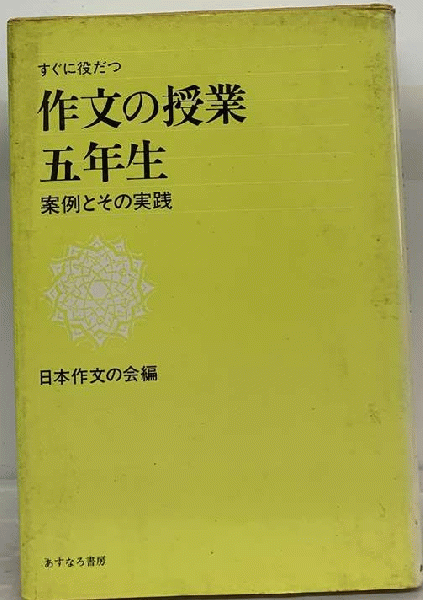 すぐに役だつ
作文の授業
五年生
案例とその実践
日本作文の会編
あすなろ書房